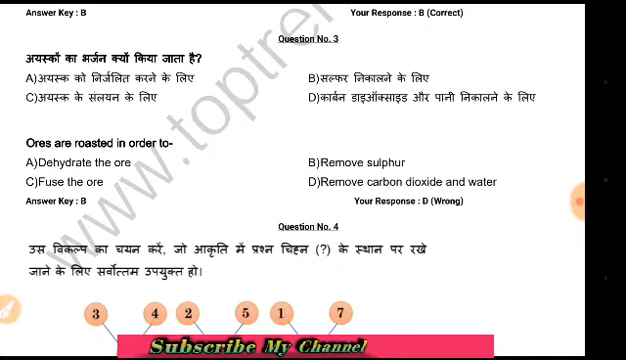 Answer Key : B Your Response : B (Correct)
Question No. 3
अयस्कों का भर्जन क्यों किया जाता है?
A)अयस्क को निर्जलित करने के लिए B)सल्फर निकालने के लिए
C)अयस्क के संलयन के लिए D)कार्बन डाइऑक्साइड और पानी निकालने के लिए
Ores are roasted in order to-
A)Dehydrate the ore B)Remove sulphur
C)Fuse the ore D)Remove carbon dioxide and water
Answer Key : B Your Response : D (Wrong)
Question No. 4
उस विकल्प का चयन करें, जो आकृति में प्रश्न चिह्न (?) के स्थान पर रखे
जाने के लिए सर्वोत्तम उपयुक्त हो।
3 4 2 5 1 7
Subscribe My Channel
www.toptre